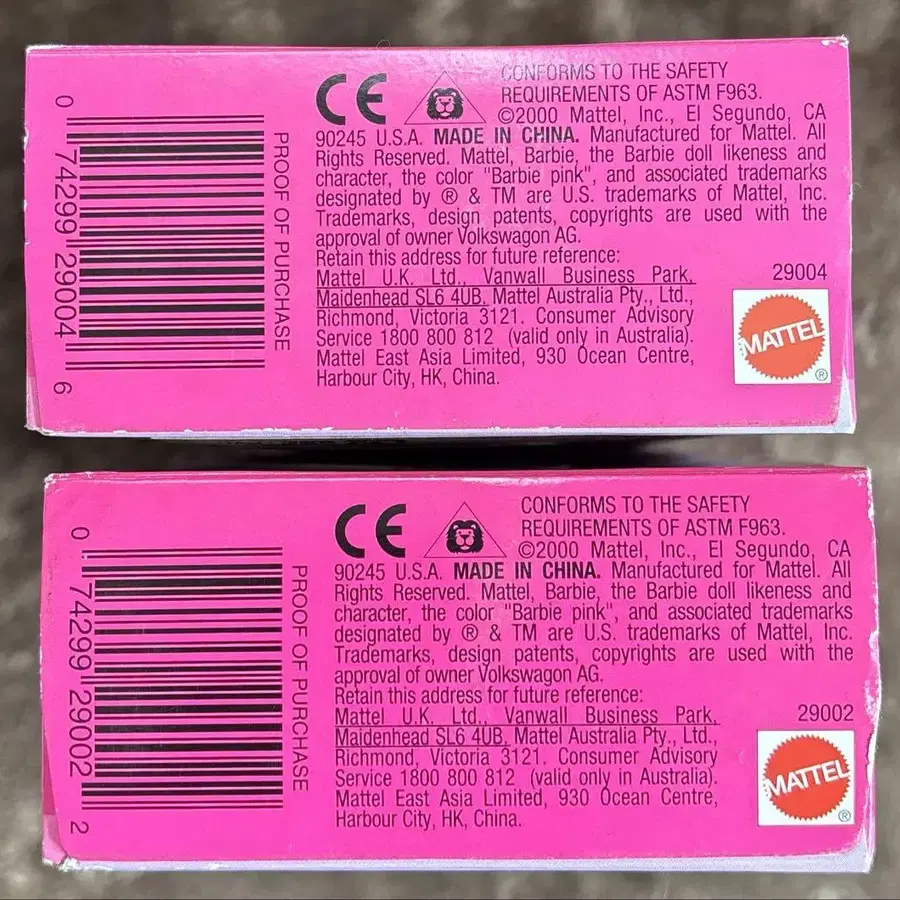 CE
CONFORMS TO THE SAFETY
REQUIREMENTS OF ASTM F963.
©2000 Mattel, Inc., El Segundo, CA
90245 U.S.A. MADE IN CHINA. Manufactured for Mattel. All
Rights Reserved. Mattel, Barbie, the Barbie doll likeness and
character, the color "Barbie pink", and associated trademarks
designated by ® & TM are U.S. trademarks of Mattel, Inc.
Trademarks, design patents, copyrights are used with the
approval of owner Volkswagon AG.
Retain this address for future reference:
Mattel U.K. Ltd., Vanwall Business Park,
Maidenhead SL6 4UB. Mattel Australia Pty., Ltd.,
Richmond, Victoria 3121. Consumer Advisory
Service 1800 800 812 (valid only in Australia).
Mattel East Asia Limited, 930 Ocean Centre,
Harbour City, HK, China.
29004
MATTEL
®
PROOF OF PURCHASE
0 74299 29004 6
CE
CONFORMS TO THE SAFETY
REQUIREMENTS OF ASTM F963.
©2000 Mattel, Inc., El Segundo, CA
90245 U.S.A. MADE IN CHINA. Manufactured for Mattel. All
Rights Reserved. Mattel, Barbie, the Barbie doll likeness and
character, the color "Barbie pink", and associated trademarks
designated by ® & TM are U.S. trademarks of Mattel, Inc.
Trademarks, design patents, copyrights are used with the
approval of owner Volkswagon AG.
Retain this address for future reference:
Mattel U.K. Ltd., Vanwall Business Park,
Maidenhead SL6 4UB. Mattel Australia Pty., Ltd.,
Richmond, Victoria 3121. Consumer Advisory
Service 1800 800 812 (valid only in Australia).
Mattel East Asia Limited, 930 Ocean Centre,
Harbour City, HK, China.
29002
MATTEL
®
PROOF OF PURCHASE
0 74299 29002 2